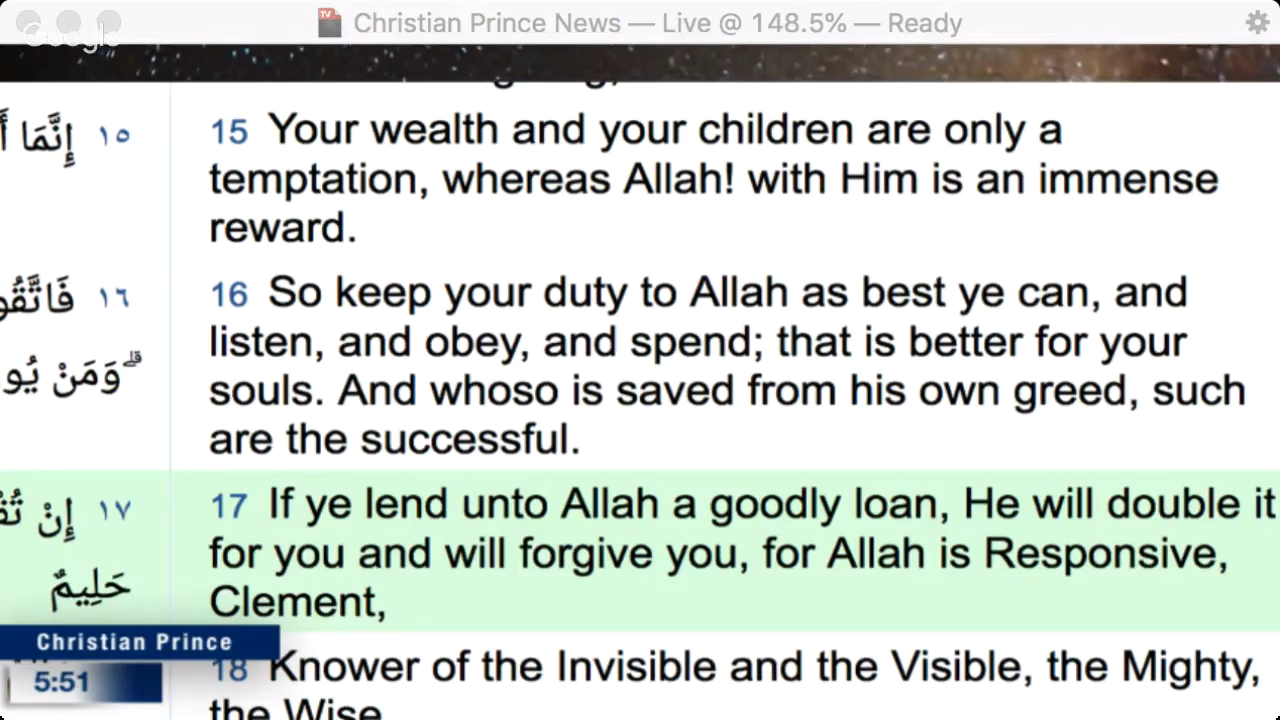 Google
Christian Prince News — Live @ 148.5% — Ready
١٥ إِنَّمَا
15 Your wealth and your children are only a
temptation, whereas Allah! with Him is an immense
reward.
١٦
16 So keep your duty to Allah as best ye can, and
listen, and obey, and spend; that is better for your
وَمَنْ
souls. And whoso is saved from his own greed, such
are the successful.
١٧ إِنْ
17 If ye lend unto Allah a goodly loan, He will double it
for you and will forgive you, for Allah is Responsive,
حَلِيمٌ
Clement,
Christian Prince
18 Knower of the Invisible and the Visible, the Mighty,
5:51
the Wise